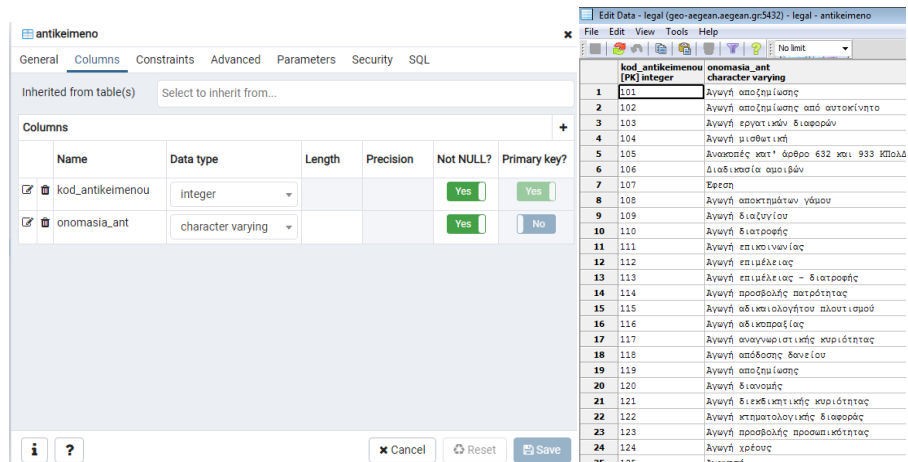 antikeimeno
General Columns Constraints Advanced Parameters Security SQL
Inherited from table(s) Select to inherit from...
Columns +
Name Data type Length Precision Not NULL? Primary key?
kod_antikeimenou integer Yes Yes
onomasia_ant character varying Yes No
i ? Cancel Reset Save
Edit Data - legal (geo-aegean.aegean.gr:5432) - legal - antikeimeno
File Edit View Tools Help
No limit
kod_antikeimenou onomasia_ant
[PK] integer character varying
1 101 Αγωγή αποζημίωσης
2 102 Αγωγή αποζημίωσης από αυτοκίνητο
3 103 Αγωγή εργατικών διαφορών
4 104 Αγωγή μισθωτική
5 105 Ανακοπές κατ' άρθρο 632 και 933 ΚΠολΔ
6 106 Διαδικασία αμοιβών
7 107 Έφεση
8 108 Αγωγή αποκτημάτων γάμου
9 109 Αγωγή διαζυγίου
10 110 Αγωγή διατροφής
11 111 Αγωγή επικοινωνίας
12 112 Αγωγή επιμέλειας
13 113 Αγωγή επιμέλειας - διατροφής
14 114 Αγωγή προσβολής πατρότητας
15 115 Αγωγή αδικαιολογήτου πλουτισμού
16 116 Αγωγή αδικοπραξίας
17 117 Αγωγή αναγνωριστικής κυριότητας
18 118 Αγωγή απόδοσης δανείου
19 119 Αγωγή αποζημίωσης
20 120 Αγωγή διανομής
21 121 Αγωγή διεκδικητικής κυριότητας
22 122 Αγωγή κτηματολογικής διαφοράς
23 123 Αγωγή προσβολής προσωπικότητας
24 124 Αγωγή χρέους